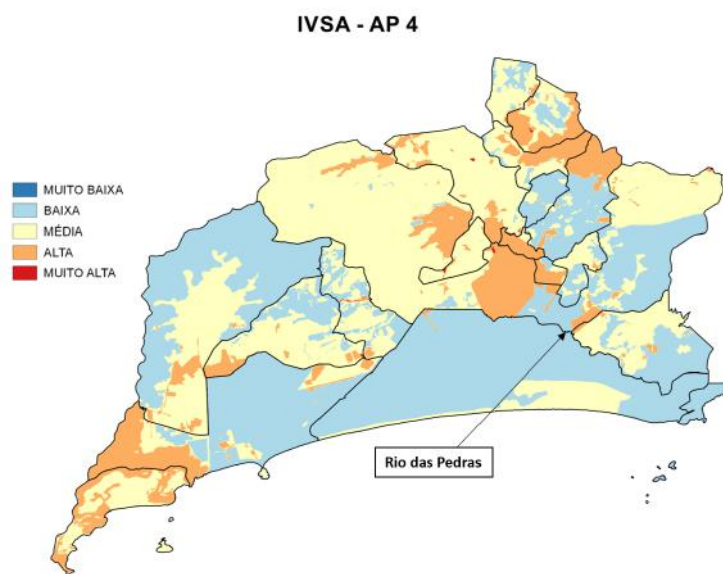 IVSA - AP 4
MUITO BAIXA
BAIXA
MÉDIA
ALTA
MUITO ALTA
Rio das Pedras